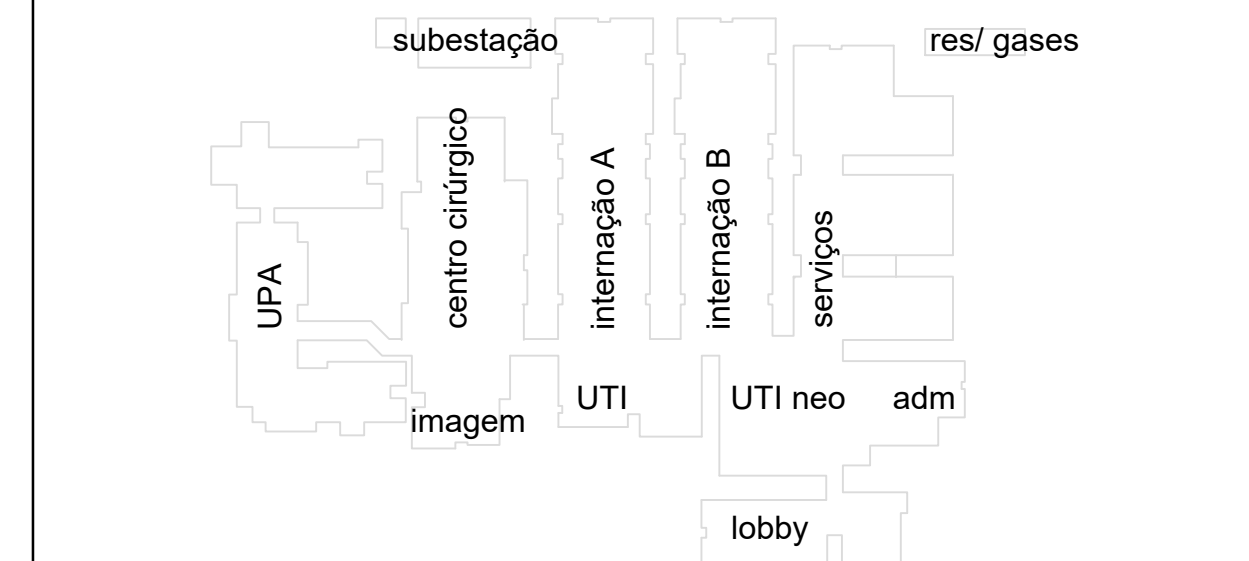 subestação
res/ gases
UPA
centro cirúrgico
internação A
internação B
serviços
imagem
UTI
UTI neo
adm
lobby